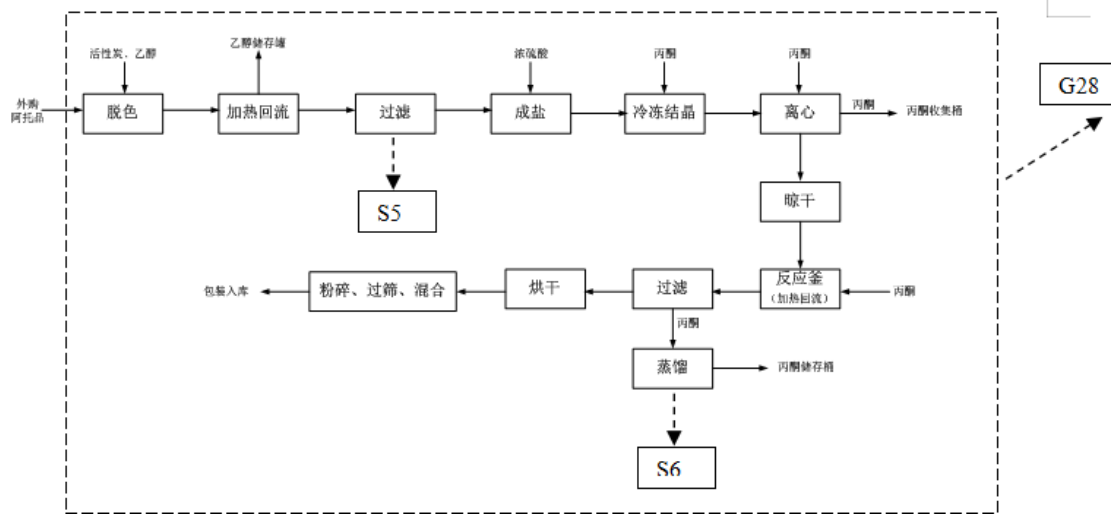 活性炭、乙醇
乙醇储存罐
浓硫酸
丙酮
丙酮
G28
外购
阿托品
脱色
加热回流
过滤
成盐
冷冻结晶
离心
丙酮
丙酮收集桶
S5
晾干
包装入库
粉碎、过筛、混合
烘干
过滤
反应釜
（加热回流）
丙酮
丙酮
蒸馏
丙酮储存桶
S6